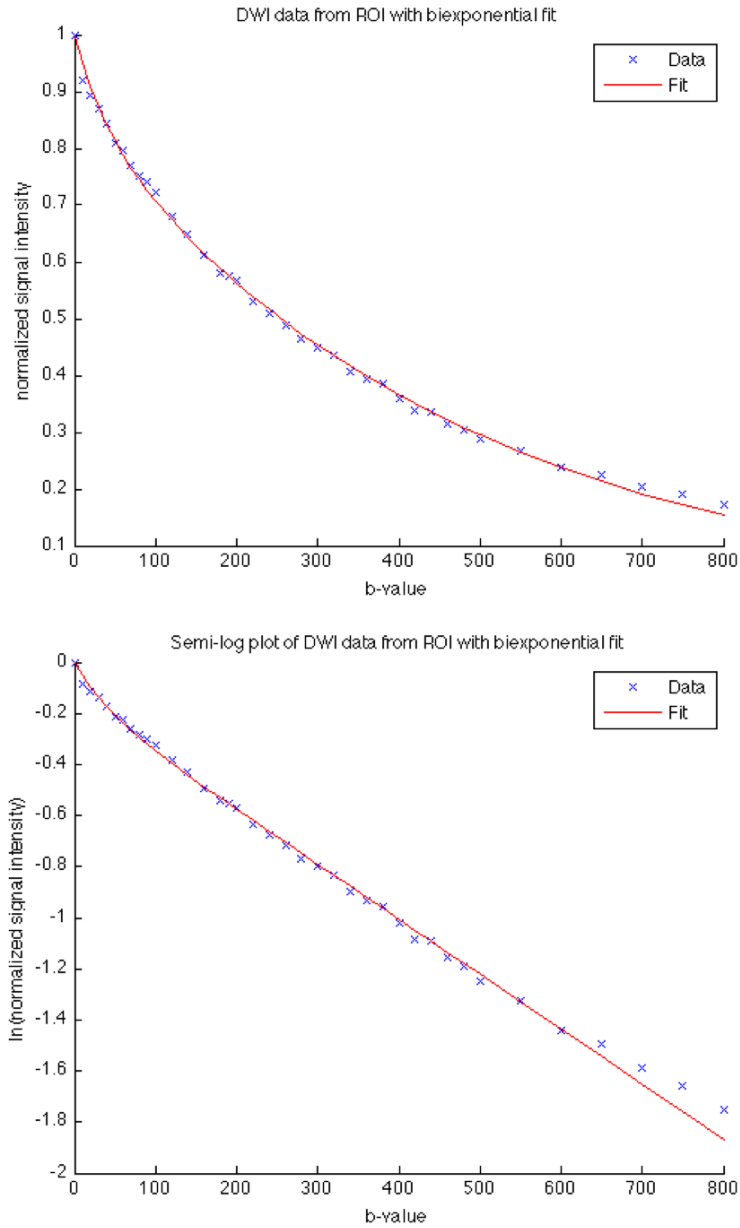 DWI data from ROI with biexponential fit
1
0.9
0.8
0.7
0.6
0.5
0.4
0.3
0.2
0.1
normalized signal intensity
Data
Fit
0 100 200 300 400 500 600 700 800
b-value
Semi-log plot of DWI data from ROI with biexponential fit
0
-0.2
-0.4
-0.6
-0.8
-1
-1.2
-1.4
-1.6
-1.8
-2
ln(normalized signal intensity)
Data
Fit
0 100 200 300 400 500 600 700 800
b-value